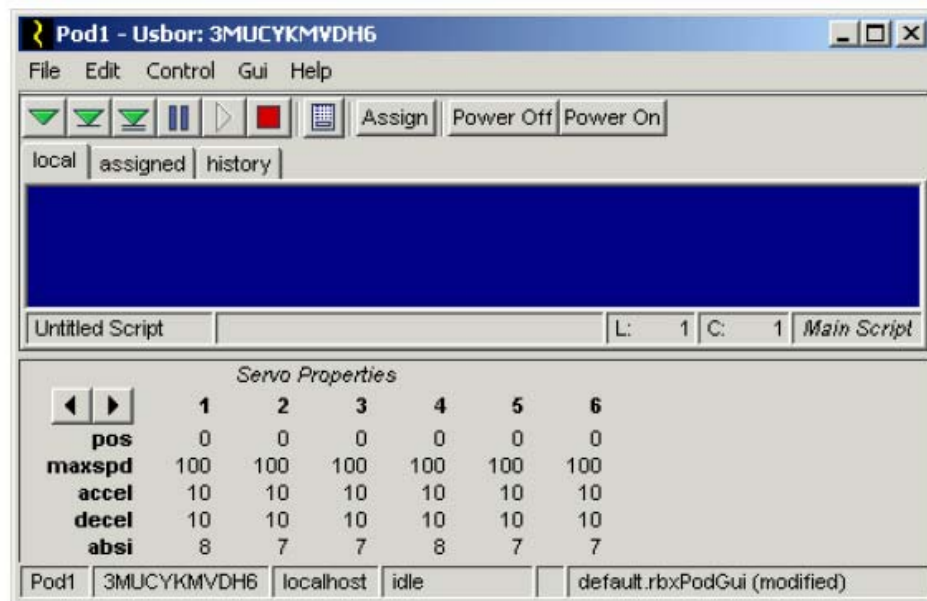 Pod1 - Usbor: 3MUCYKMVDH6
File Edit Control Gui Help
Assign Power Off Power On
local assigned history
Untitled Script L: 1 C: 1 Main Script
Servo Properties
1 2 3 4 5 6
pos 0 0 0 0 0 0
maxspd 100 100 100 100 100 100
accel 10 10 10 10 10 10
decel 10 10 10 10 10 10
absi 8 7 7 8 7 7
Pod1 3MUCYKMVDH6 localhost idle default.rbxPodGui (modified)